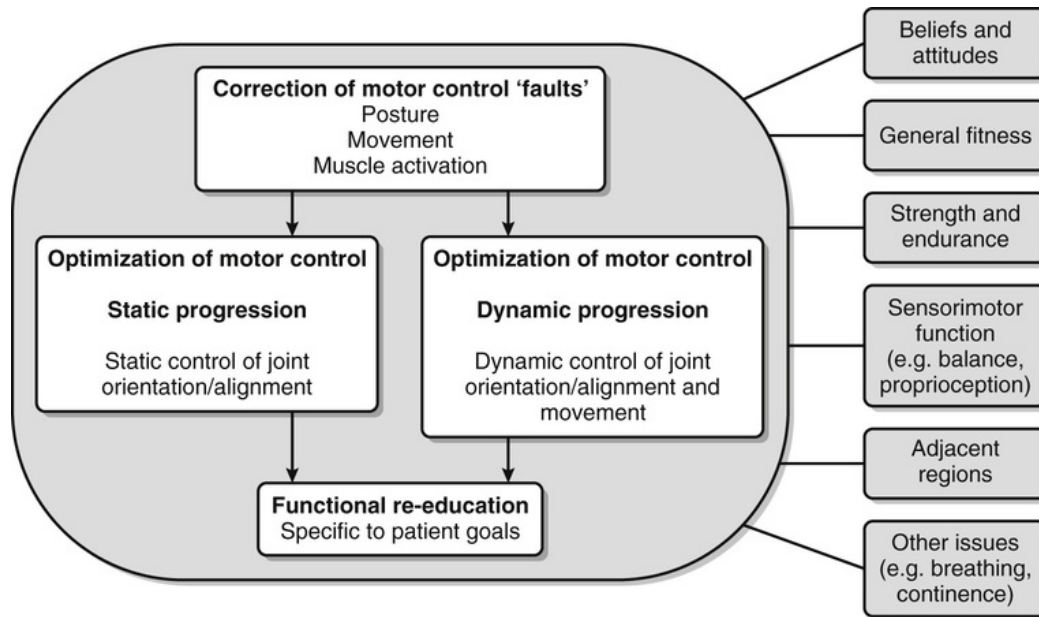 Correction of motor control ‘faults’
Posture
Movement
Muscle activation
Optimization of motor control
Static progression
Static control of joint
orientation/alignment
Optimization of motor control
Dynamic progression
Dynamic control of joint
orientation/alignment and
movement
Functional re-education
Specific to patient goals
Beliefs and
attitudes
General fitness
Strength and
endurance
Sensorimotor
function
(e.g. balance,
proprioception)
Adjacent
regions
Other issues
(e.g. breathing,
continence)